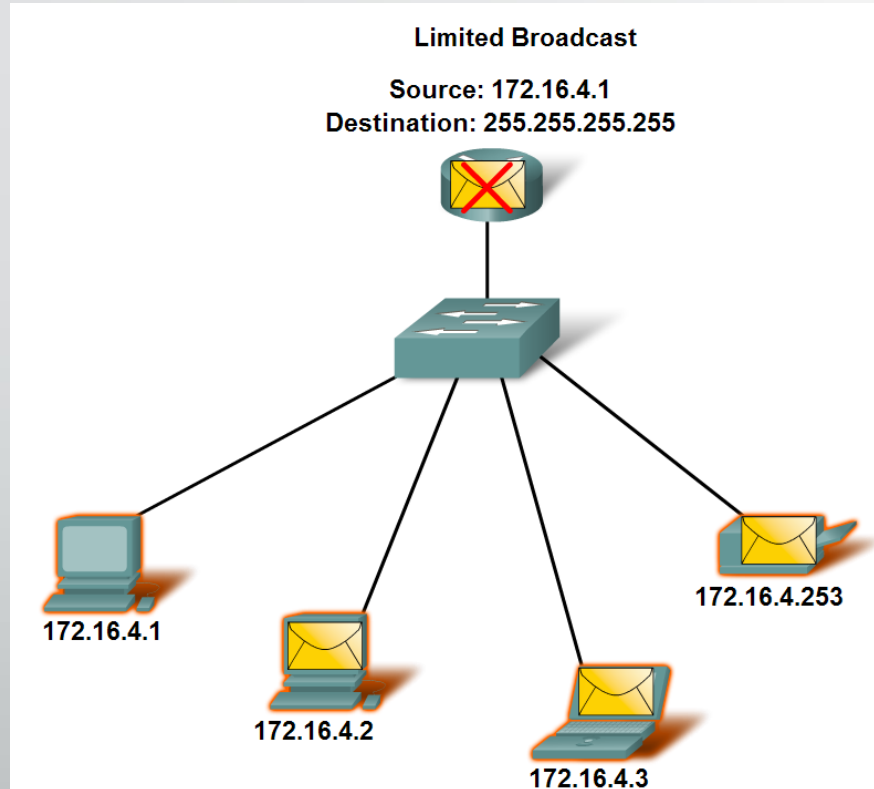 Limited Broadcast
Source: 172.16.4.1
Destination: 255.255.255.255
172.16.4.1
172.16.4.2
172.16.4.3
172.16.4.253